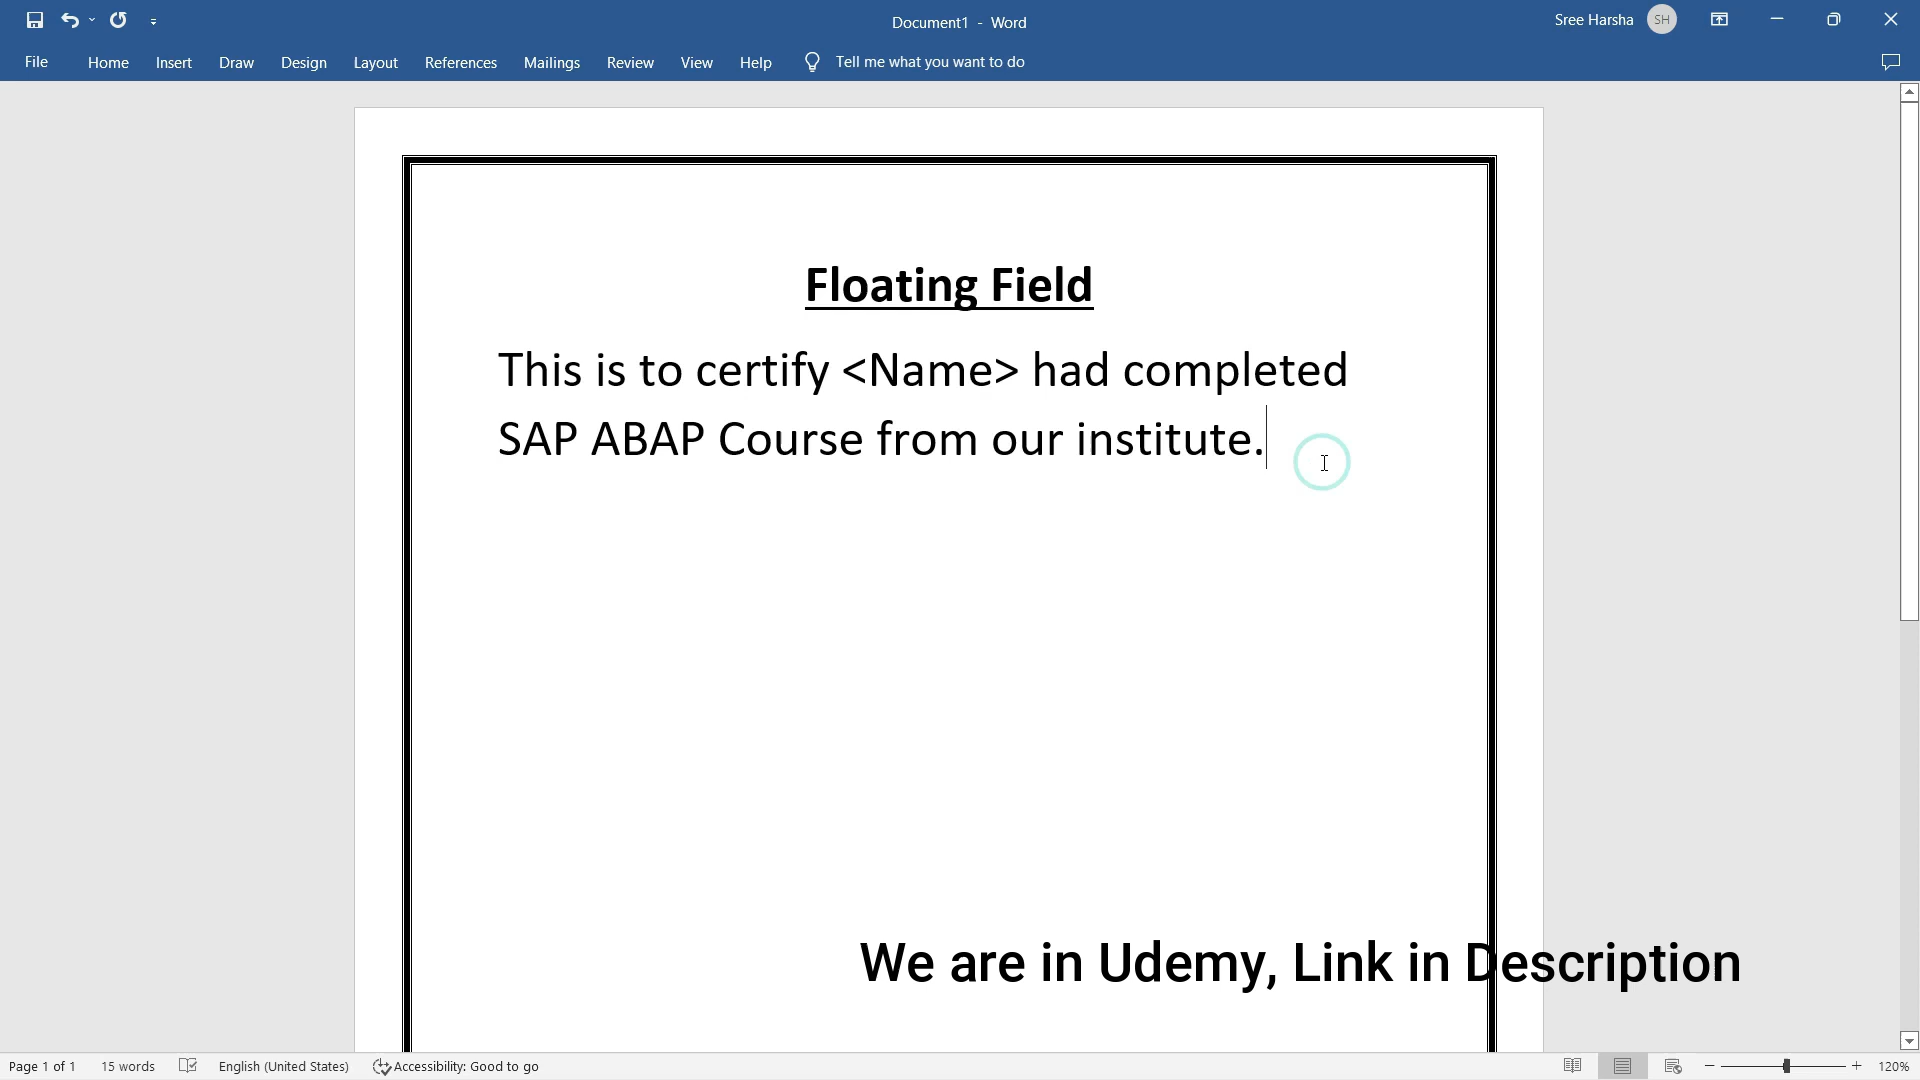 Document1 - Word
Sree Harsha SH
File Home Insert Draw Design Layout References Mailings Review View Help Tell me what you want to do
Floating Field
This is to certify <Name> had completed
SAP ABAP Course from our institute.
We are in Udemy, Link in Description
Page 1 of 1 15 words English (United States) Accessibility: Good to go 120%